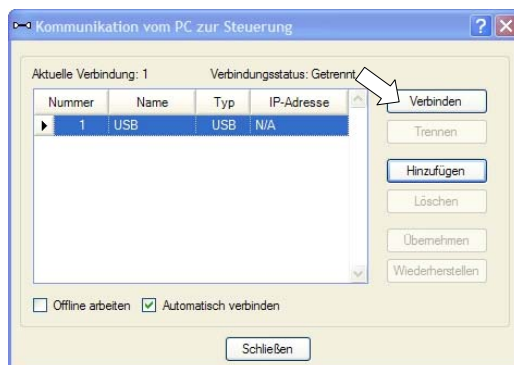 Kommunikation vom PC zur Steuerung
Aktuelle Verbindung: 1 Verbindungsstatus: Getrennt
Nummer Name Typ IP-Adresse
1 USB USB N/A
Verbinden
Trennen
Hinzufügen
Löschen
Übernehmen
Wiederherstellen
Offline arbeiten Automatisch verbinden
Schließen